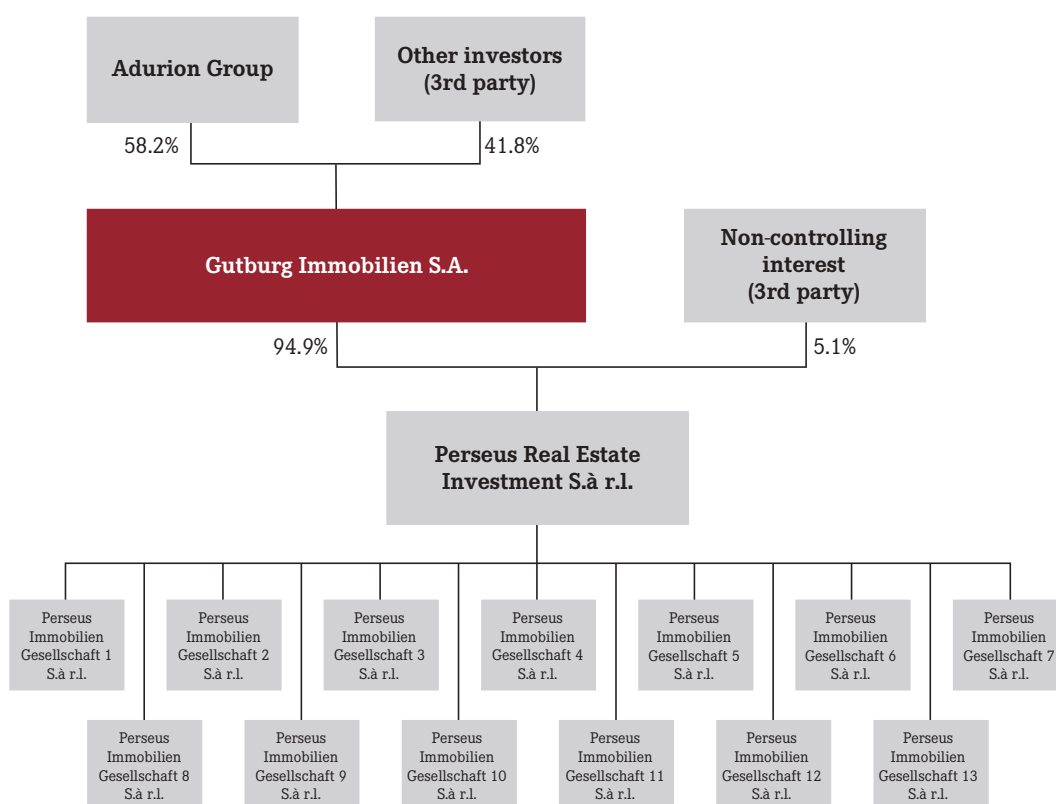 Adurion Group
Other investors
(3rd party)
58.2%
41.8%
Gutburg Immobilien S.A.
Non-controlling
interest
(3rd party)
94.9%
5.1%
Perseus Real Estate
Investment S.à r.l.
Perseus
Immobilien
Gesellschaft 1
S.à r.l.
Perseus
Immobilien
Gesellschaft 2
S.à r.l.
Perseus
Immobilien
Gesellschaft 3
S.à r.l.
Perseus
Immobilien
Gesellschaft 4
S.à r.l.
Perseus
Immobilien
Gesellschaft 5
S.à r.l.
Perseus
Immobilien
Gesellschaft 6
S.à r.l.
Perseus
Immobilien
Gesellschaft 7
S.à r.l.
Perseus
Immobilien
Gesellschaft 8
S.à r.l.
Perseus
Immobilien
Gesellschaft 9
S.à r.l.
Perseus
Immobilien
Gesellschaft 10
S.à r.l.
Perseus
Immobilien
Gesellschaft 11
S.à r.l.
Perseus
Immobilien
Gesellschaft 12
S.à r.l.
Perseus
Immobilien
Gesellschaft 13
S.à r.l.